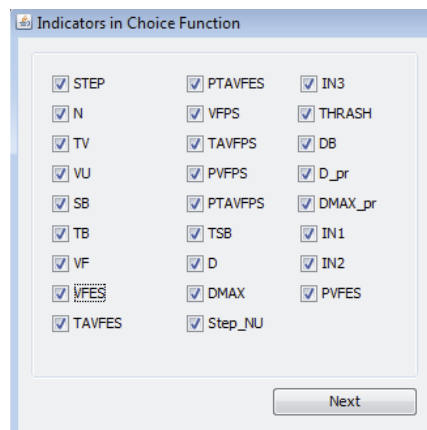 Indicators in Choice Function
STEP PTAVFES IN3
N VFPS THRASH
TV TAVFPS DB
VU PVFPS D_pr
SB PTAVFPS DMAX_pr
TB TSB IN1
VF D IN2
VFES DMAX PVFES
TAVFES Step_NU
Next